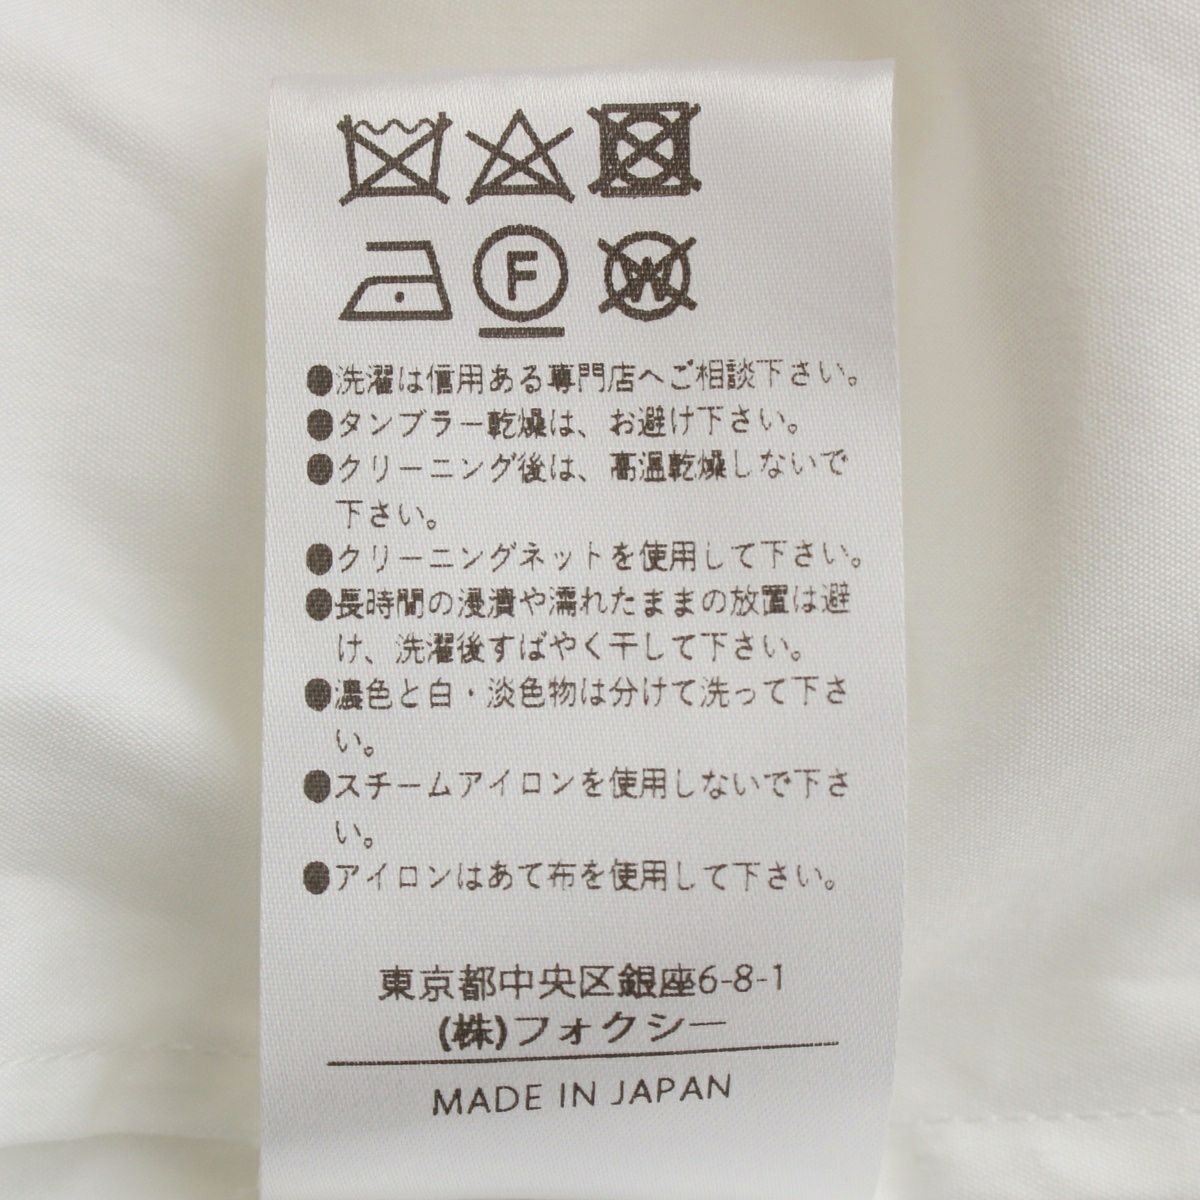 F W
●洗濯は信用ある専門店へご相談下さい。
●タンブラー乾燥は、お避け下さい。
●クリーニング後は、高温乾燥しないで
下さい。
●クリーニングネットを使用して下さい。
●長時間の浸漬や濡れたままの放置は避
け、洗濯後すばやく干して下さい。
●濃色と白・淡色物は分けて洗って下さ
い。
●スチームアイロンを使用しないで下さ
い。
●アイロンはあて布を使用して下さい。
東京都中央区銀座6-8-1
(株)フォクシー
MADE IN JAPAN